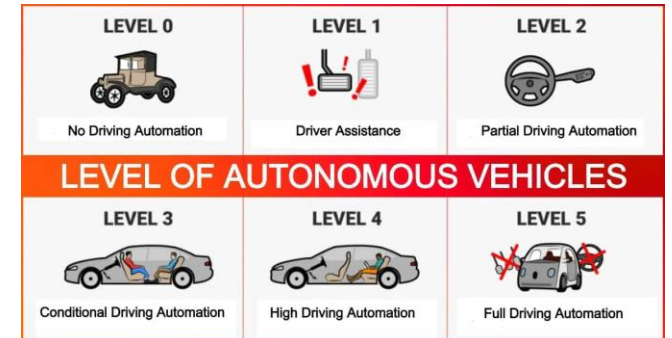 LEVEL 0
LEVEL 1
LEVEL 2
No Driving Automation
Driver Assistance
Partial Driving Automation
LEVEL OF AUTONOMOUS VEHICLES
LEVEL 3
LEVEL 4
LEVEL 5
Conditional Driving Automation
High Driving Automation
Full Driving Automation